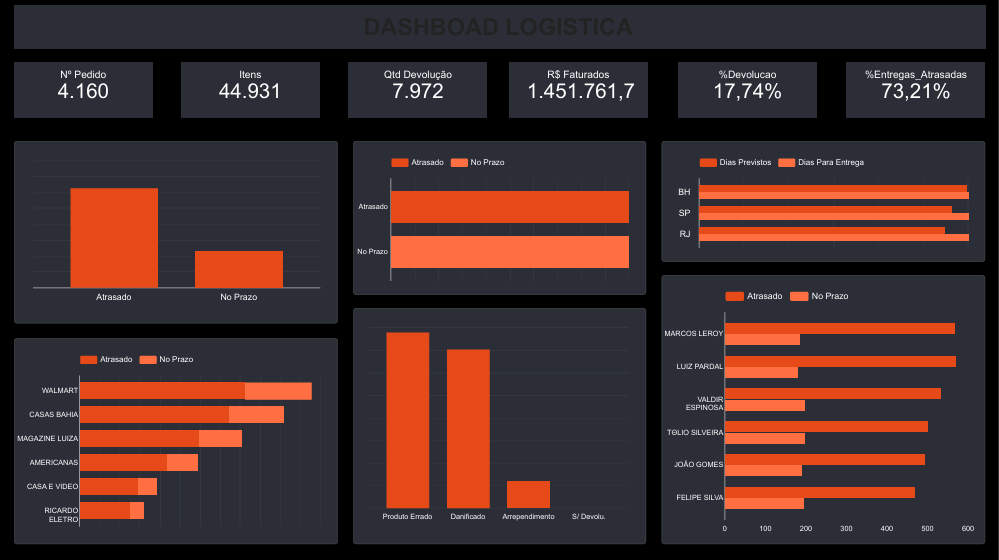 DASHBOAD LOGISTICA
Nº Pedido
4.160
Itens
44.931
Qtd Devolução
7.972
R$ Faturados
1.451.761,7
%Devolucao
17,74%
%Entregas_Atrasadas
73,21%
Atrasado
No Prazo
Atrasado No Prazo
Atrasado
No Prazo
Dias Previstos Dias Para Entrega
BH
SP
RJ
Atrasado No Prazo
WALMART
CASAS BAHIA
MAGAZINE LUIZA
AMERICANAS
CASA E VIDEO
RICARDO
ELETRO
Produto Errado Danificado Arrependimento S/ Devolu.
Atrasado No Prazo
MARCOS LEROY
LUIZ PARDAL
VALDIR
ESPINOSA
TØLIO SILVEIRA
JOÃO GOMES
FELIPE SILVA
0 100 200 300 400 500 600